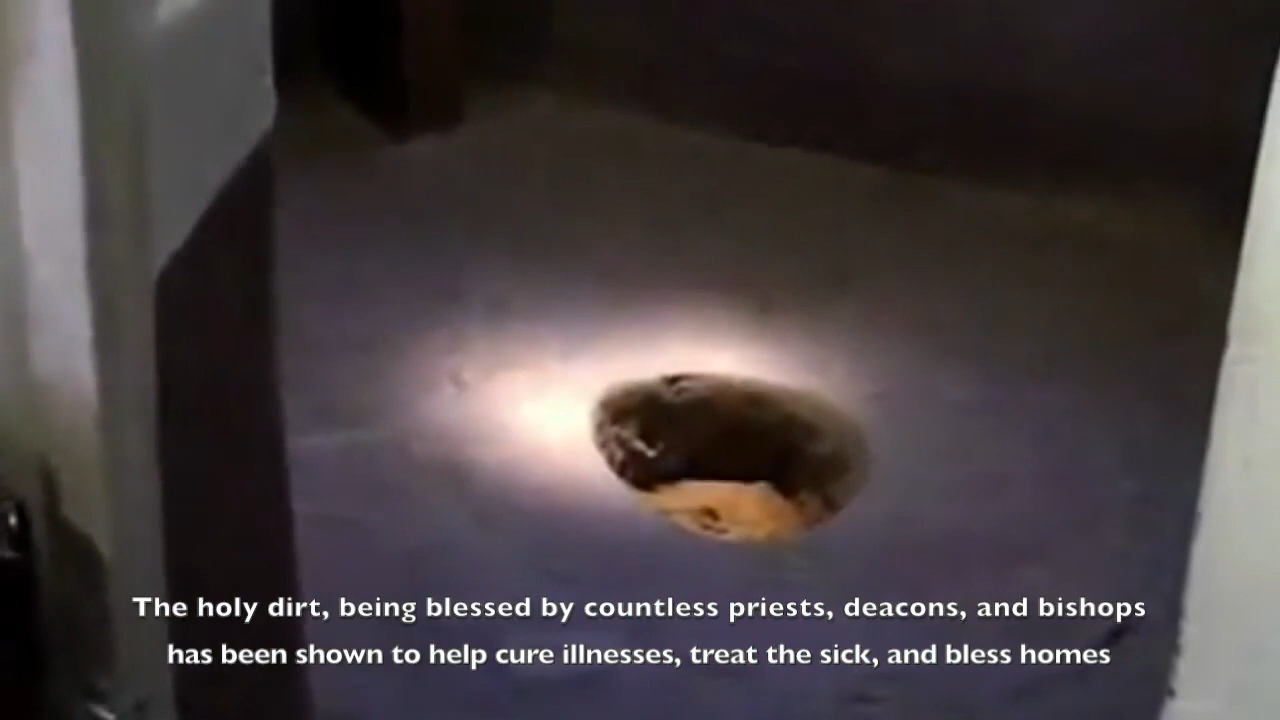 The holy dirt, being blessed by countless priests, deacons, and bishops
has been shown to help cure illnesses, treat the sick, and bless homes